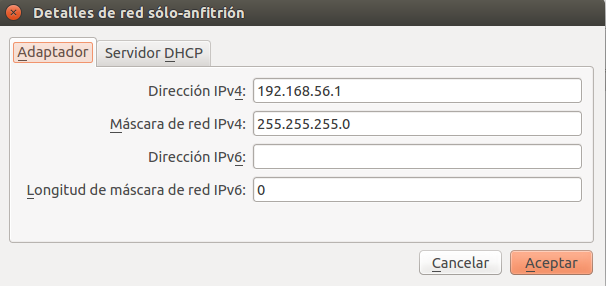 Detalles de red sólo-anfitrión
Adaptador Servidor DHCP
Dirección IPv4: 192.168.56.1
Máscara de red IPv4: 255.255.255.0
Dirección IPv6:
Longitud de máscara de red IPv6: 0
Cancelar Aceptar